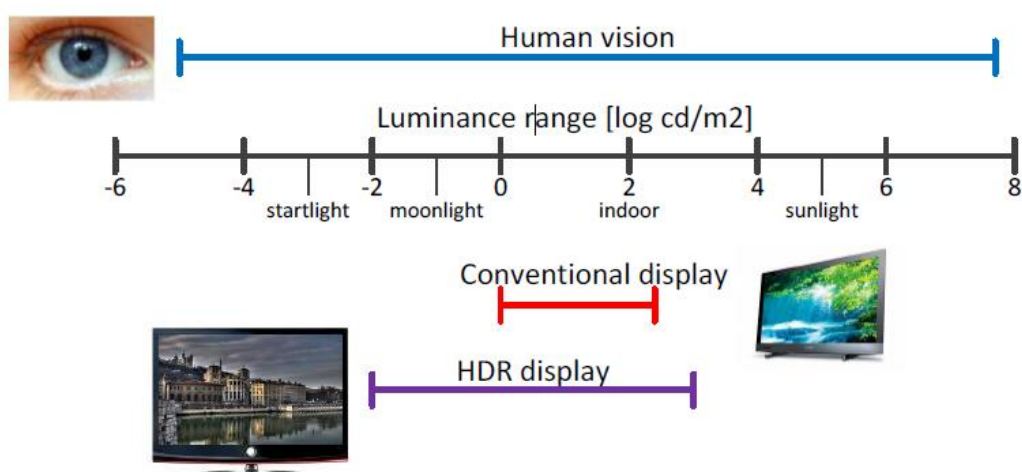 Human vision
Luminance range [log cd/m2]
-6 -4 -2 0 2 4 6 8
startlight moonlight indoor sunlight
Conventional display
HDR display